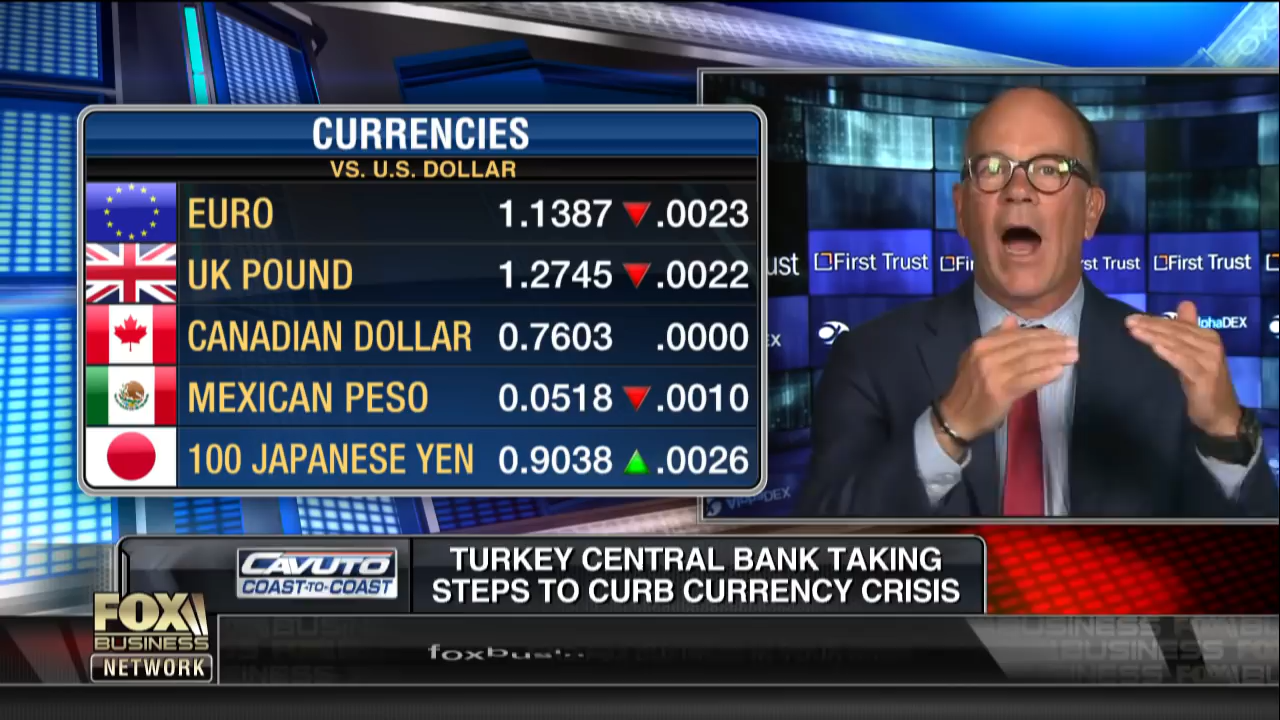 CURRENCIES
VS. U.S. DOLLAR
EURO 1.1387 ▼ .0023
UK POUND 1.2745 ▼ .0022
CANADIAN DOLLAR 0.7603 .0000
MEXICAN PESO 0.0518 ▼ .0010
100 JAPANESE YEN 0.9038 ▲ .0026
First Trust
First Trust
AlphaDEX
CAVUTO
COAST-TO-COAST
TURKEY CENTRAL BANK TAKING
STEPS TO CURB CURRENCY CRISIS
FOX
BUSINESS
NETWORK